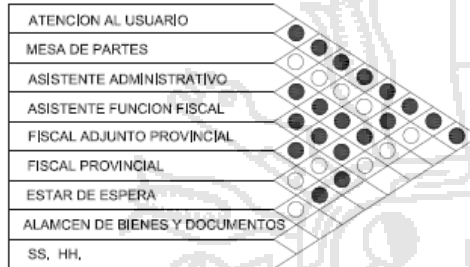 ATENCION AL USUARIO
MESA DE PARTES
ASISTENTE ADMINISTRATIVO
ASISTENTE FUNCION FISCAL
FISCAL ADJUNTO PROVINCIAL
FISCAL PROVINCIAL
ESTAR DE ESPERA
ALAMCEN DE BIENES Y DOCUMENTOS
SS, HH,